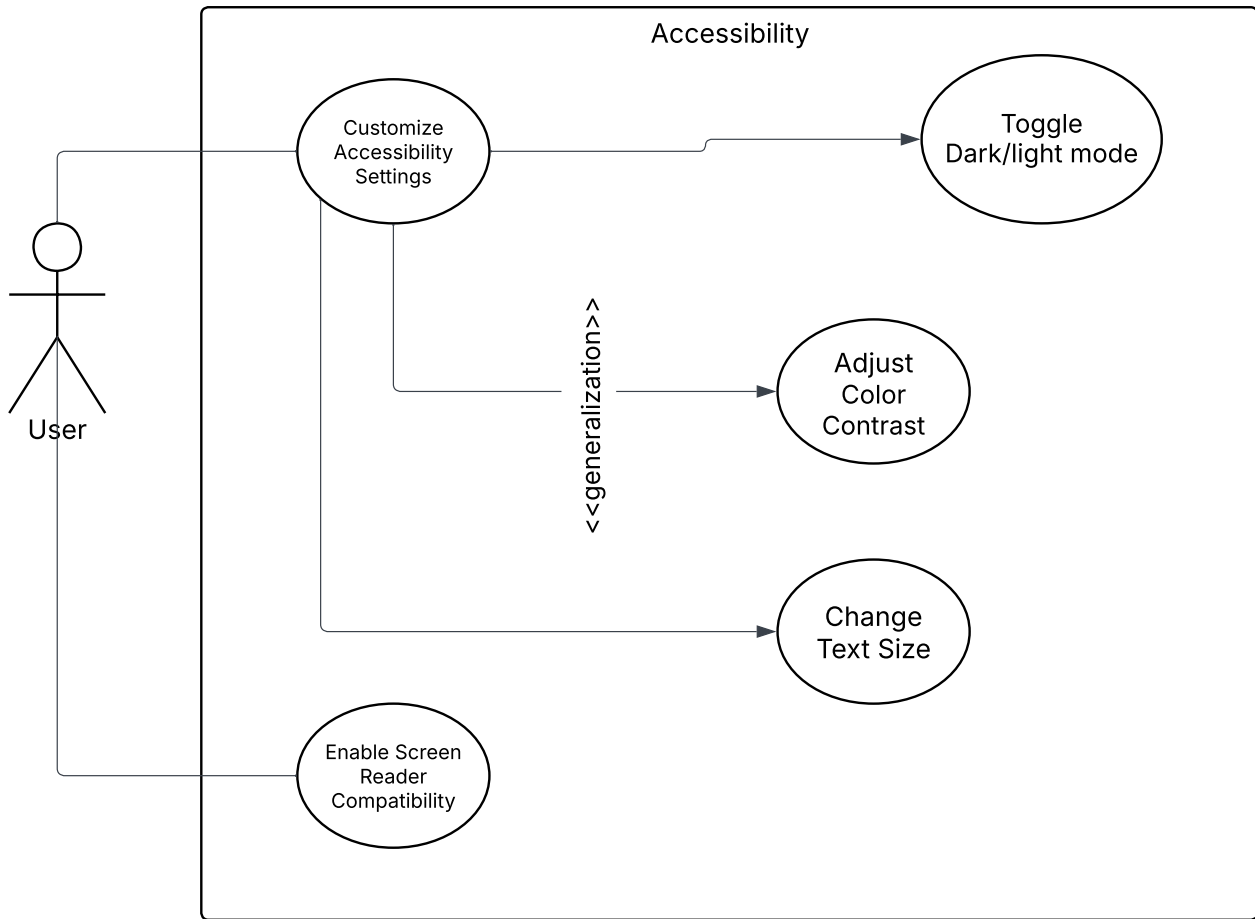 Accessibility
Customize
Accessibility
Settings
Toggle
Dark/light mode
User
<<generalization>>
Adjust
Color
Contrast
Change
Text Size
Enable Screen
Reader
Compatibility